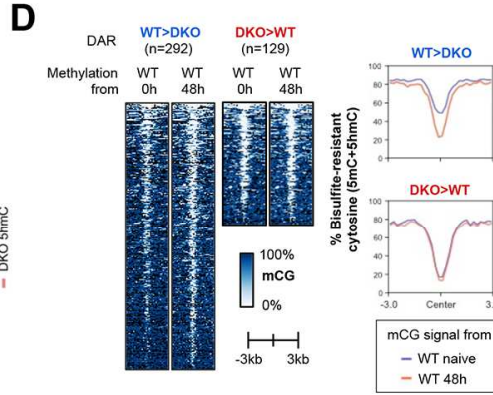 D
DAR
WT>DKO
(n=292)
DKO>WT
(n=129)
Methylation
from
WT
0h
WT
48h
WT
0h
WT
48h
100%
mCG
0%
-3kb 3kb
DKO 5hmC
% Bisulfite-resistant
cytosine (5mC+5hmC)
WT>DKO
100
80
60
40
20
0
DKO>WT
100
80
60
40
20
0
-3.0 Center 3.
mCG signal from
WT naive
WT 48h